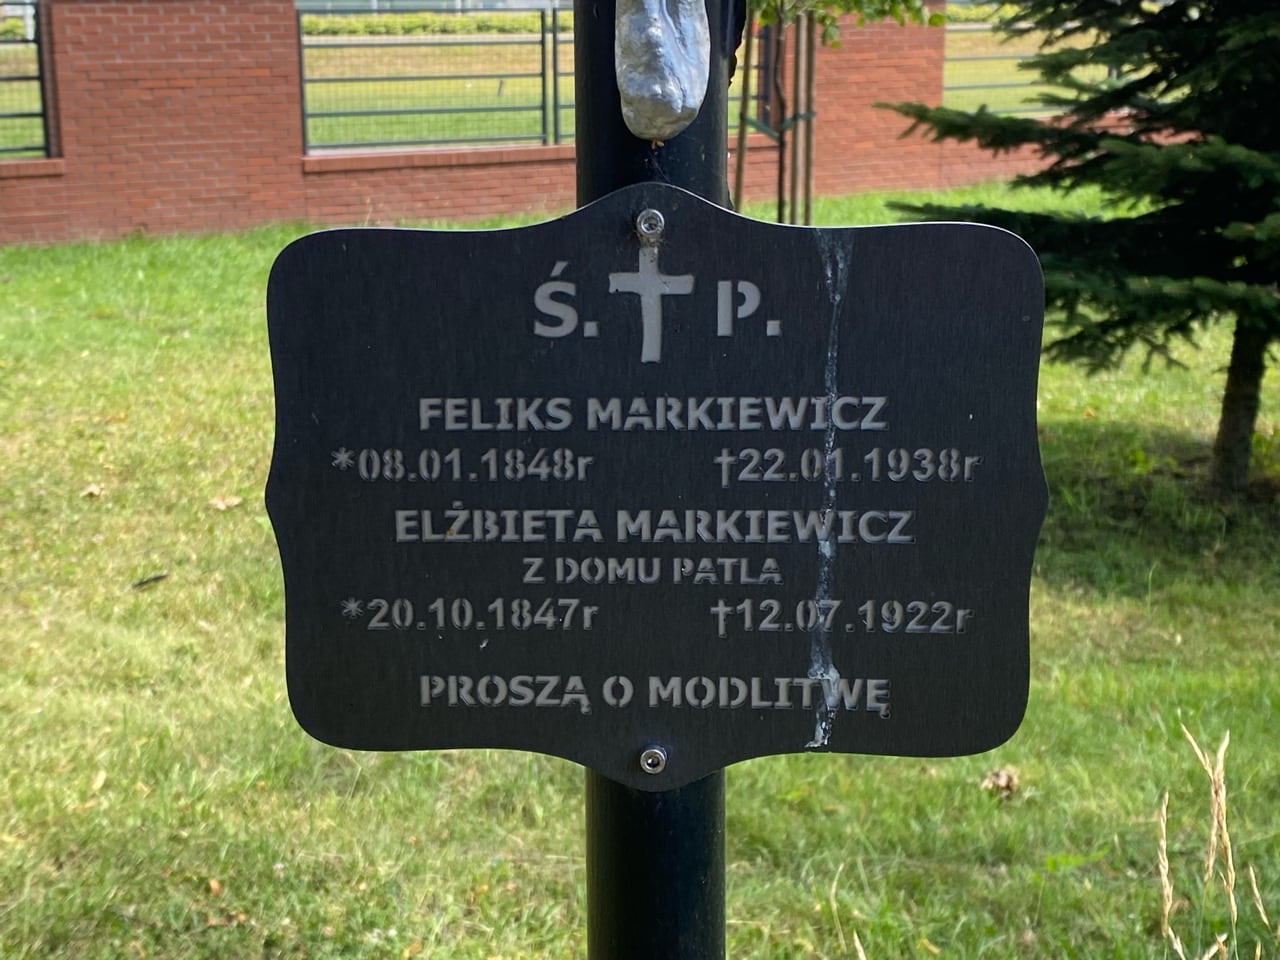 Ś. P.
FELIKS MARKIEWICZ
*08.01.1848r †22.01.1938r
ELŻBIETA MARKIEWICZ
Z DOMU PATLA
*20.10.1847r †12.07.1922r
PROSZĄ O MODLITWĘ